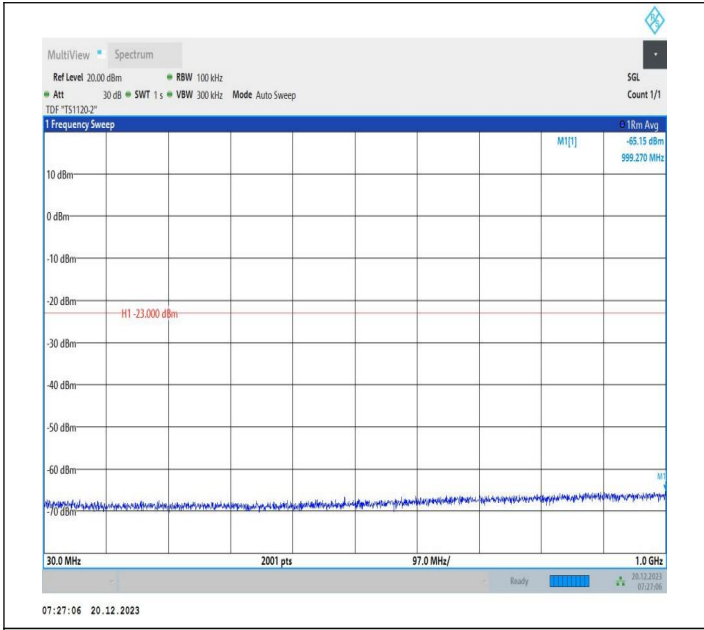 R S
MultiView Spectrum
Ref Level 20.00 dBm RBW 100 kHz SGL
Att 30 dB SWT 1 s VBW 300 kHz Mode Auto Sweep Count 1/1
TDF "TS1120-2"
1 Frequency Sweep 1Rm Avg
M1[1] -65.15 dBm
999.270 MHz
10 dBm
0 dBm
-10 dBm
-20 dBm
H1 -23.000 dBm
-30 dBm
-40 dBm
-50 dBm
-60 dBm
M1
-70 dBm
30.0 MHz 2001 pts 97.0 MHz/ 1.0 GHz
Ready 20.12.2023
07:27:06
07:27:06 20.12.2023